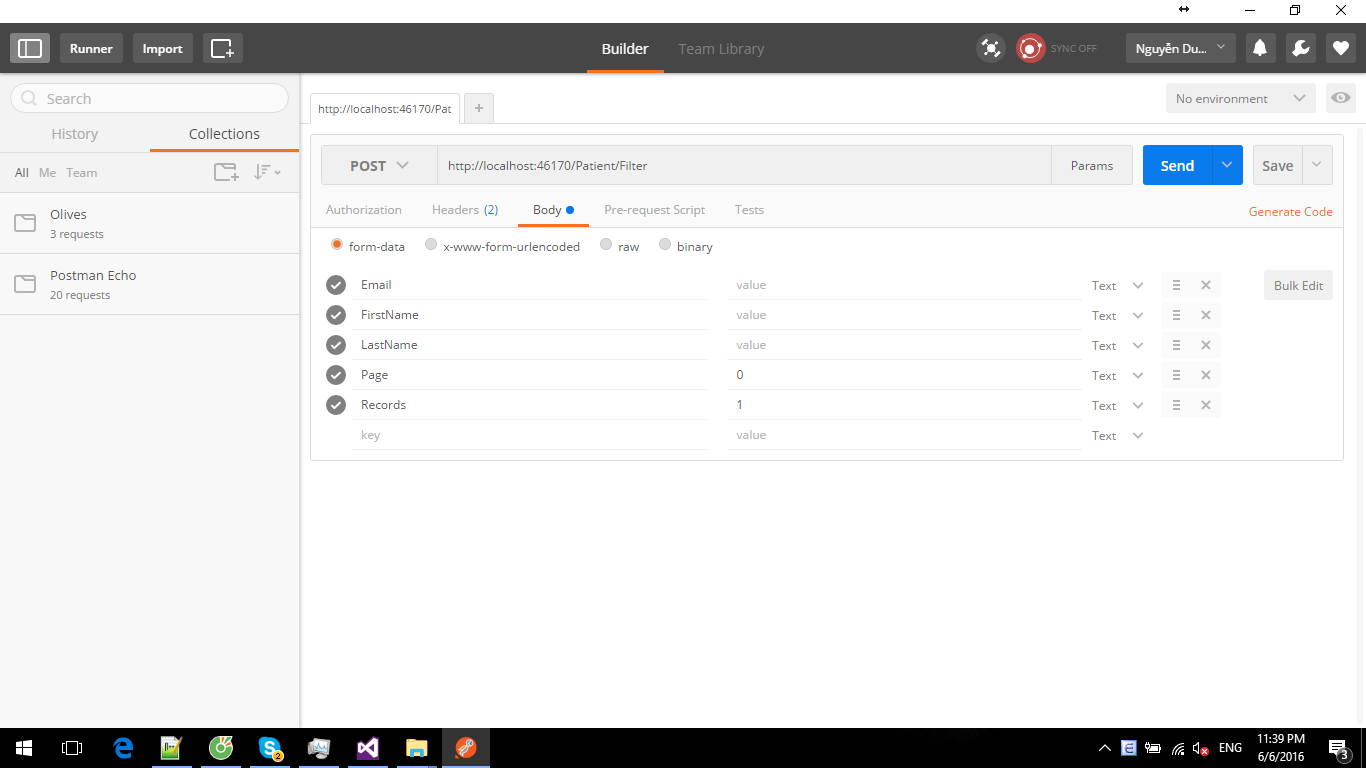 Runner Import Builder Team Library SYNC OFF Nguyễn Du...
Search
http://localhost:46170/Pat + No environment
History Collections
All Me Team
POST http://localhost:46170/Patient/Filter Params Send Save
Authorization Headers (2) Body Pre-request Script Tests Generate Code
Olives
3 requests
form-data x-www-form-urlencoded raw binary
Postman Echo
20 requests
Email value Text Bulk Edit
FirstName value Text
LastName value Text
Page 0 Text
Records 1 Text
key value Text
2 ENG 11:39 PM
6/6/2016 3